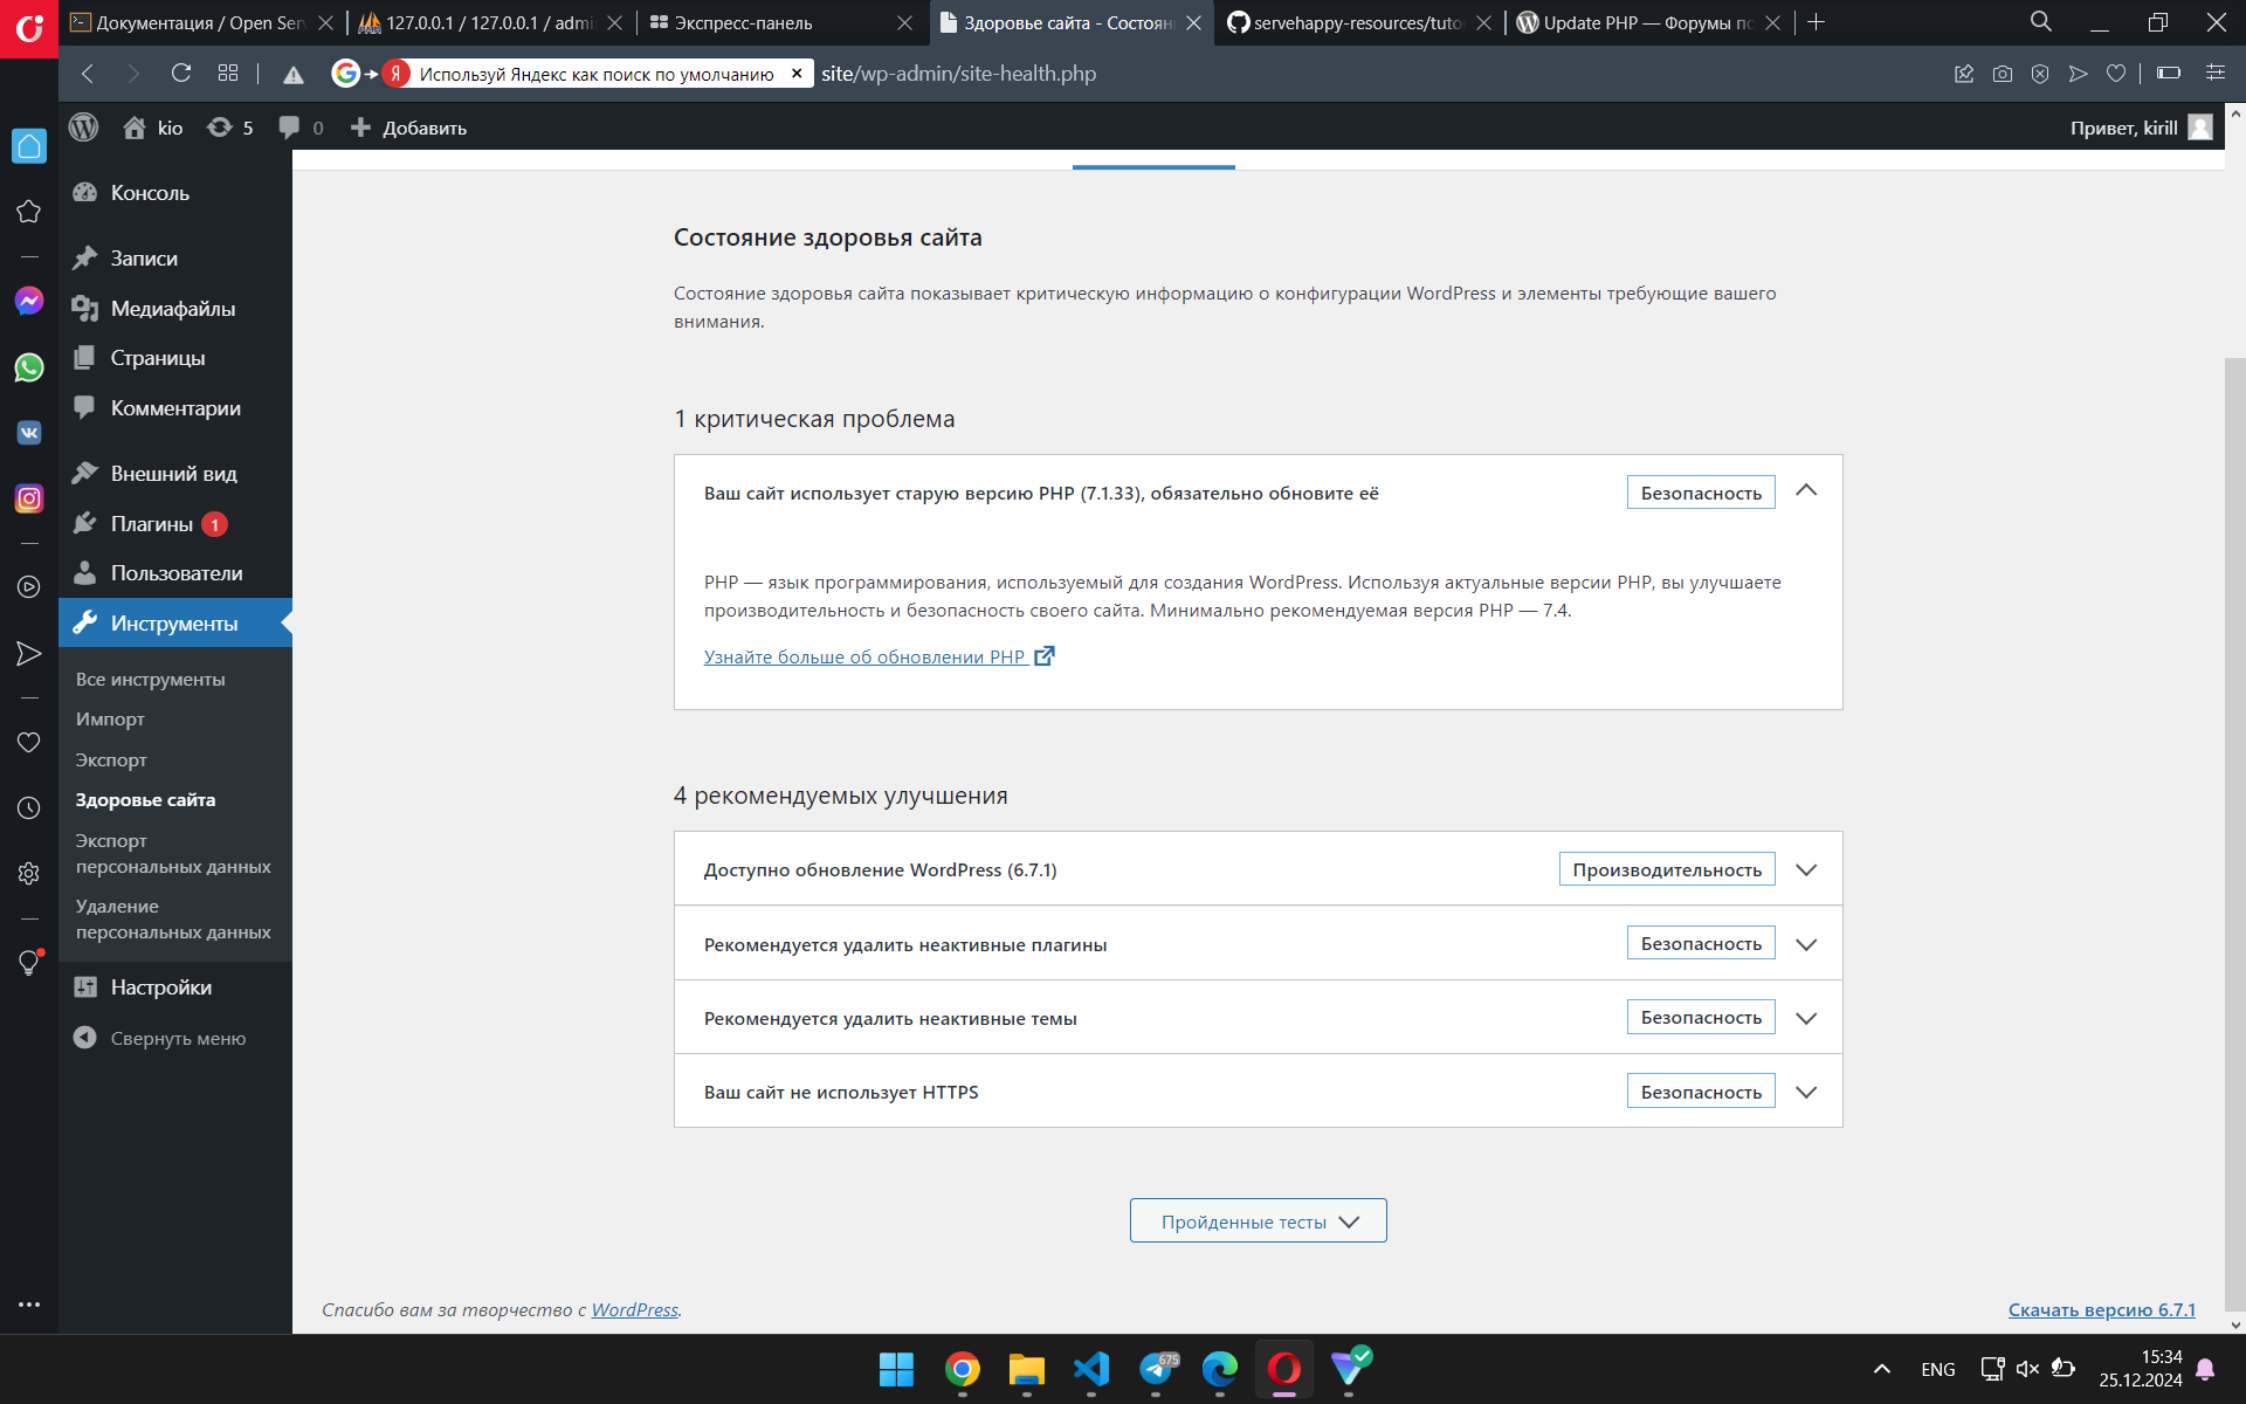 Документация / Open Ser
127.0.0.1 / 127.0.0.1 / admi
Экспресс-панель
Здоровье сайта - Состоян
servehappy-resources/tuto
Update PHP — Форумы по
Используй Яндекс как поиск по умолчанию
site/wp-admin/site-health.php
kio
5
0
Добавить
Привет, kirill
Консоль
Записи
Медиафайлы
Страницы
Комментарии
Внешний вид
Плагины 1
Пользователи
Инструменты
Все инструменты
Импорт
Экспорт
Здоровье сайта
Экспорт
персональных данных
Удаление
персональных данных
Настройки
Свернуть меню
Состояние здоровья сайта
Состояние здоровья сайта показывает критическую информацию о конфигурации WordPress и элементы требующие вашего
внимания.
1 критическая проблема
Ваш сайт использует старую версию PHP (7.1.33), обязательно обновите её
Безопасность
PHP — язык программирования, используемый для создания WordPress. Используя актуальные версии PHP, вы улучшаете
производительность и безопасность своего сайта. Минимально рекомендуемая версия PHP — 7.4.
Узнайте больше об обновлении PHP
4 рекомендуемых улучшения
Доступно обновление WordPress (6.7.1)
Производительность
Рекомендуется удалить неактивные плагины
Безопасность
Рекомендуется удалить неактивные темы
Безопасность
Ваш сайт не использует HTTPS
Безопасность
Пройденные тесты
Спасибо вам за творчество с WordPress.
Скачать версию 6.7.1
675
ENG
15:34
25.12.2024